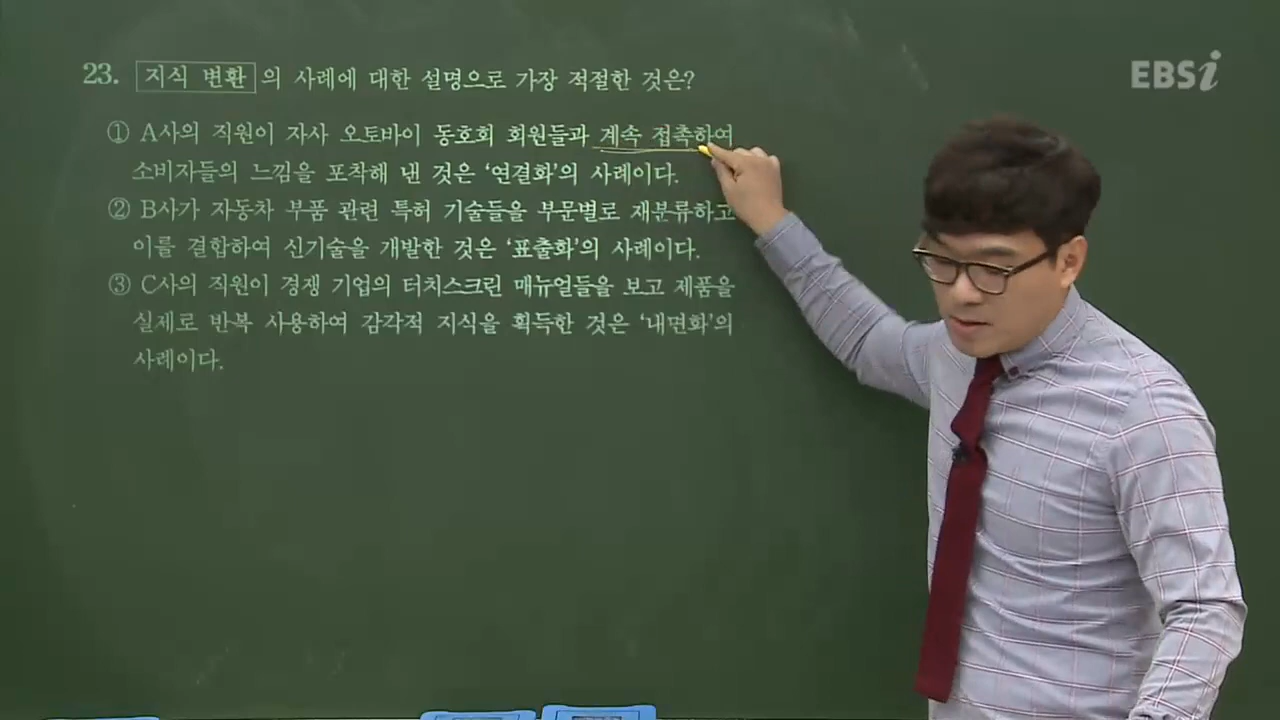 EBSi
23. 지식 변환 의 사례에 대한 설명으로 가장 적절한 것은?
① A사의 직원이 자사 오토바이 동호회 회원들과 계속 접촉하여
소비자들의 느낌을 포착해 낸 것은 ‘연결화’의 사례이다.
② B사가 자동차 부품 관련 특허 기술들을 부문별로 재분류하고
이를 결합하여 신기술을 개발한 것은 ‘표출화’의 사례이다.
③ C사의 직원이 경쟁 기업의 터치스크린 매뉴얼들을 보고 제품을
실제로 반복 사용하여 감각적 지식을 획득한 것은 ‘내면화’의
사례이다.